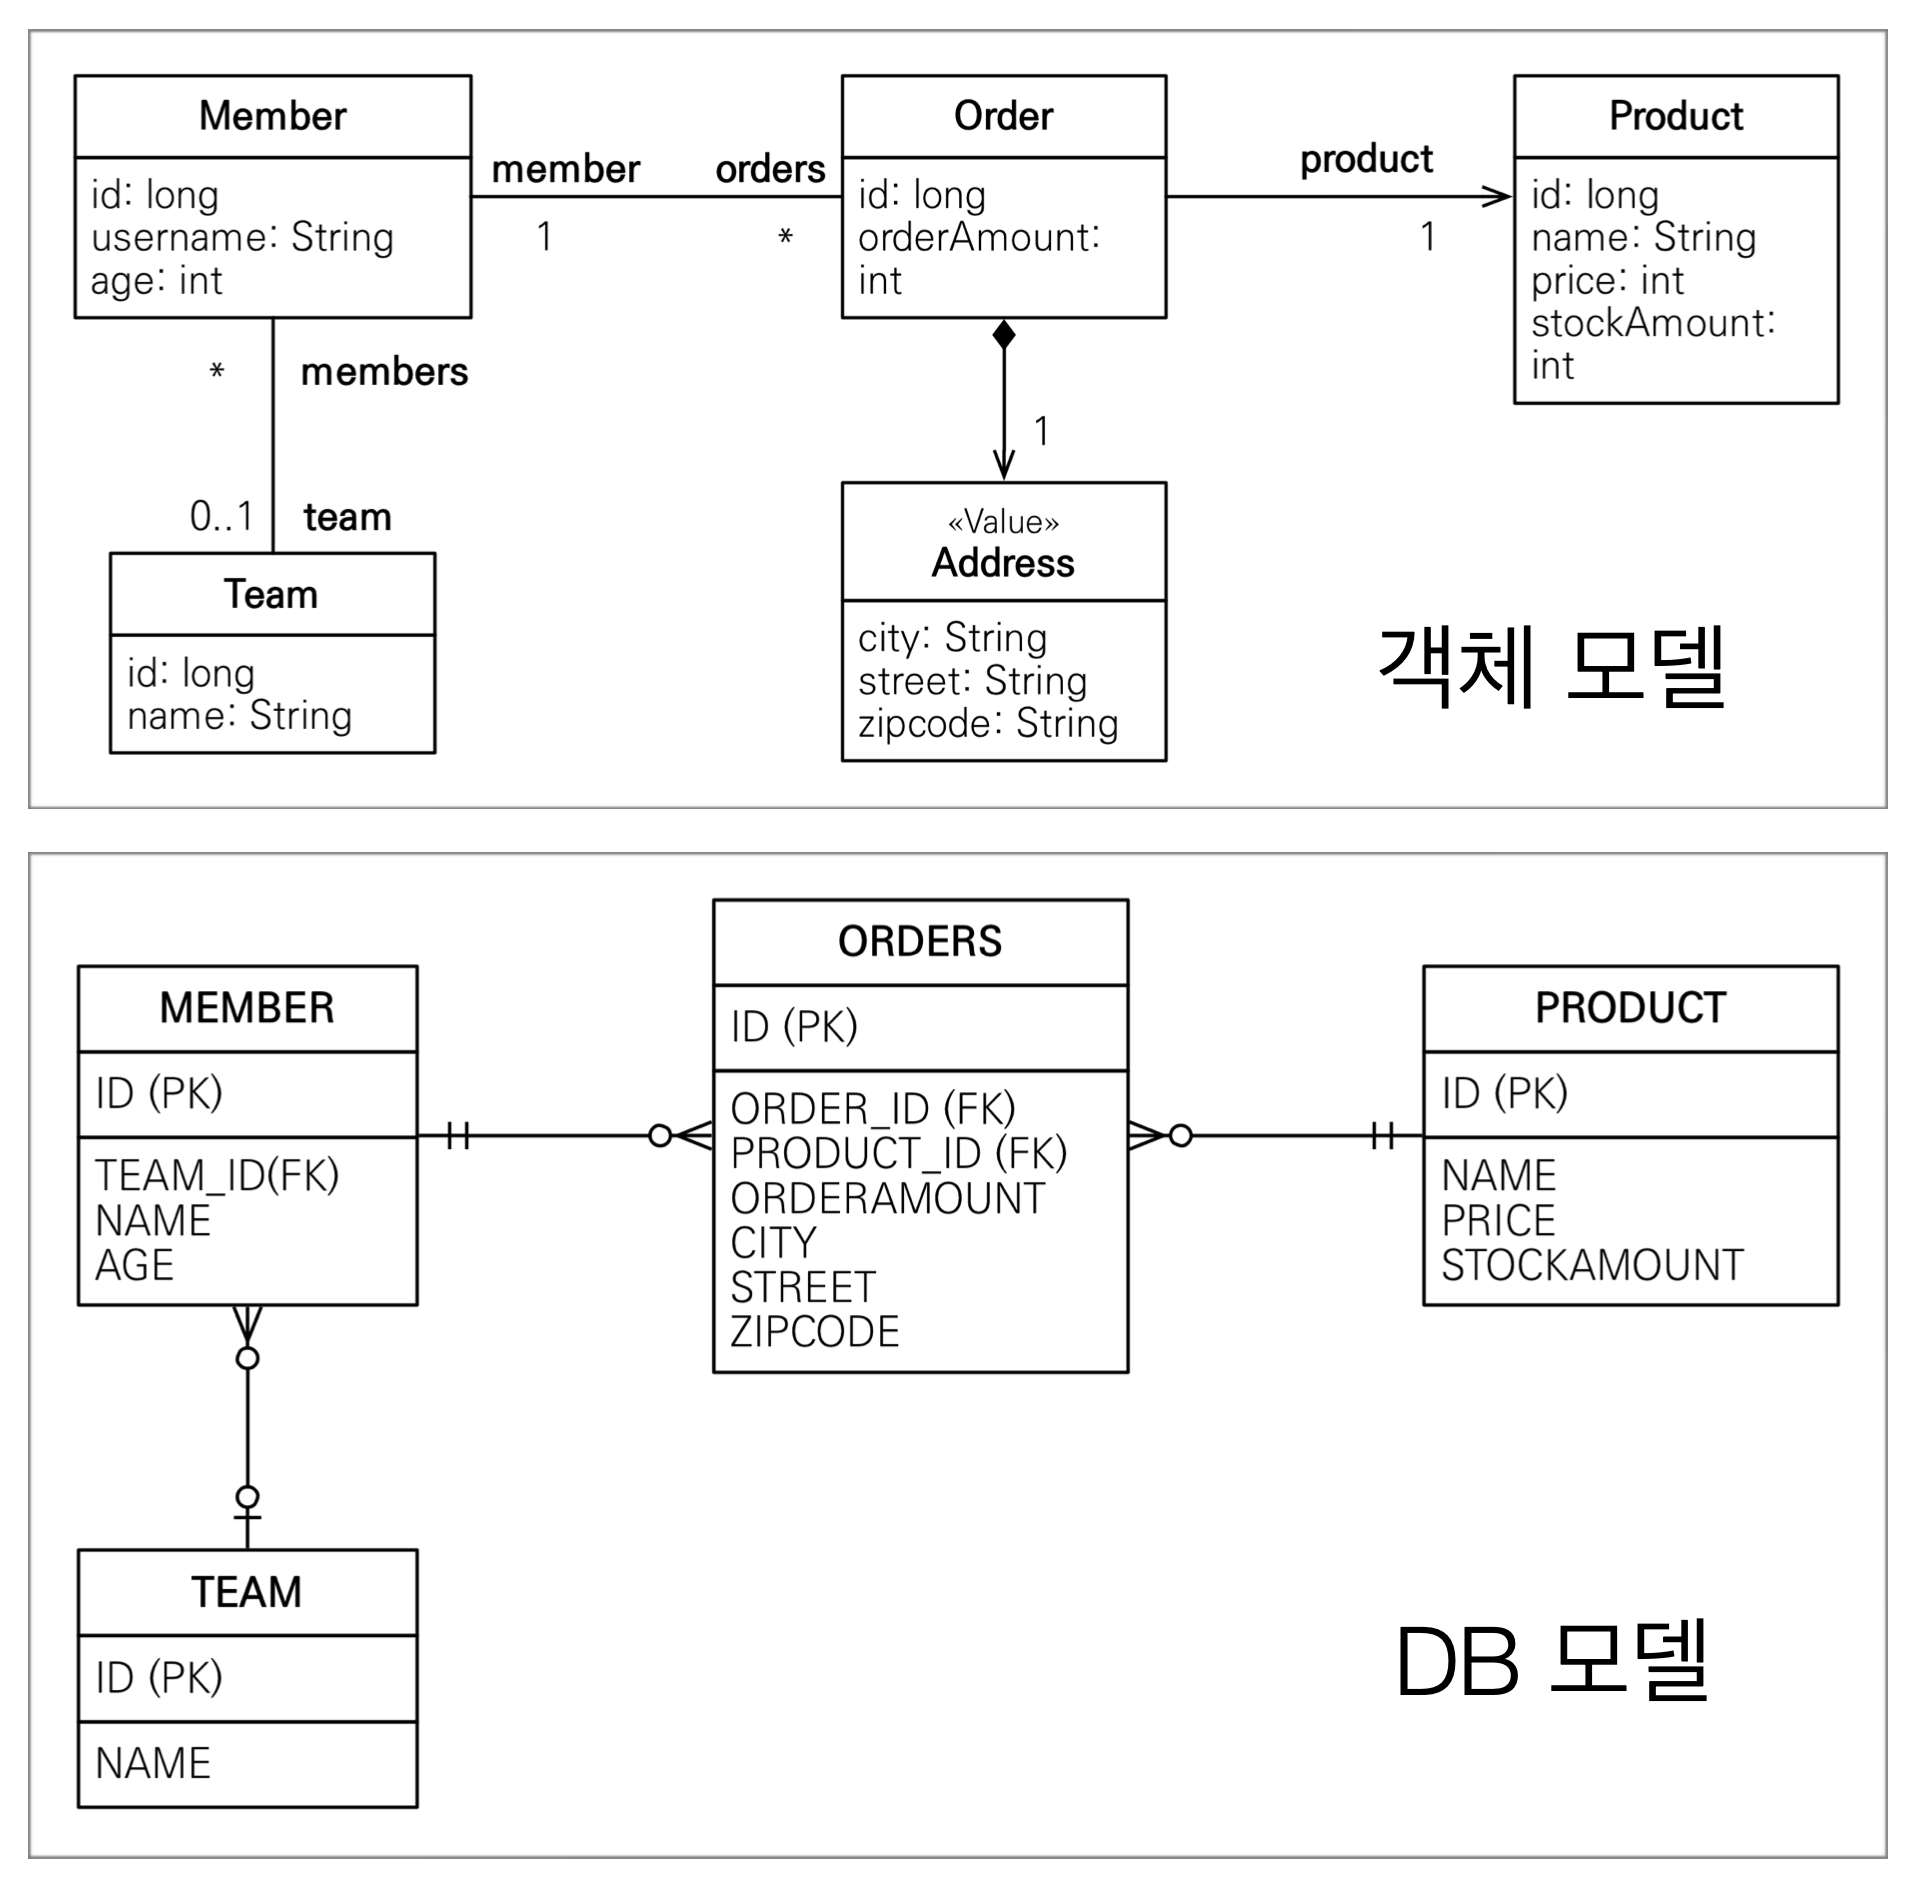 Member
id: long
username: String
age: int
member
1
orders
*
Order
id: long
orderAmount:
int
product
1
Product
id: long
name: String
price: int
stockAmount:
int
*
members
0..1
team
Team
id: long
name: String
1
«Value»
Address
city: String
street: String
zipcode: String
객체 모델
MEMBER
ID (PK)
TEAM_ID(FK)
NAME
AGE
ORDERS
ID (PK)
ORDER_ID (FK)
PRODUCT_ID (FK)
ORDERAMOUNT
CITY
STREET
ZIPCODE
PRODUCT
ID (PK)
NAME
PRICE
STOCKAMOUNT
TEAM
ID (PK)
NAME
DB 모델